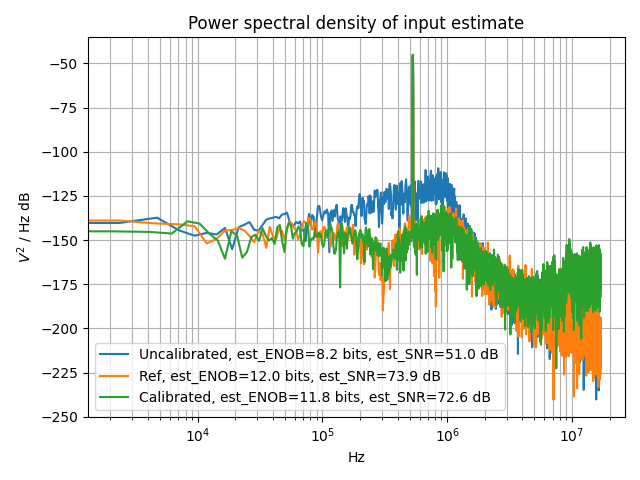 Power spectral density of input estimate
V² / Hz dB
−50
−75
−100
−125
−150
−175
−200
−225
−250
Uncalibrated, est_ENOB=8.2 bits, est_SNR=51.0 dB
Ref, est_ENOB=12.0 bits, est_SNR=73.9 dB
Calibrated, est_ENOB=11.8 bits, est_SNR=72.6 dB
10⁴ 10⁵ 10⁶ 10⁷
Hz